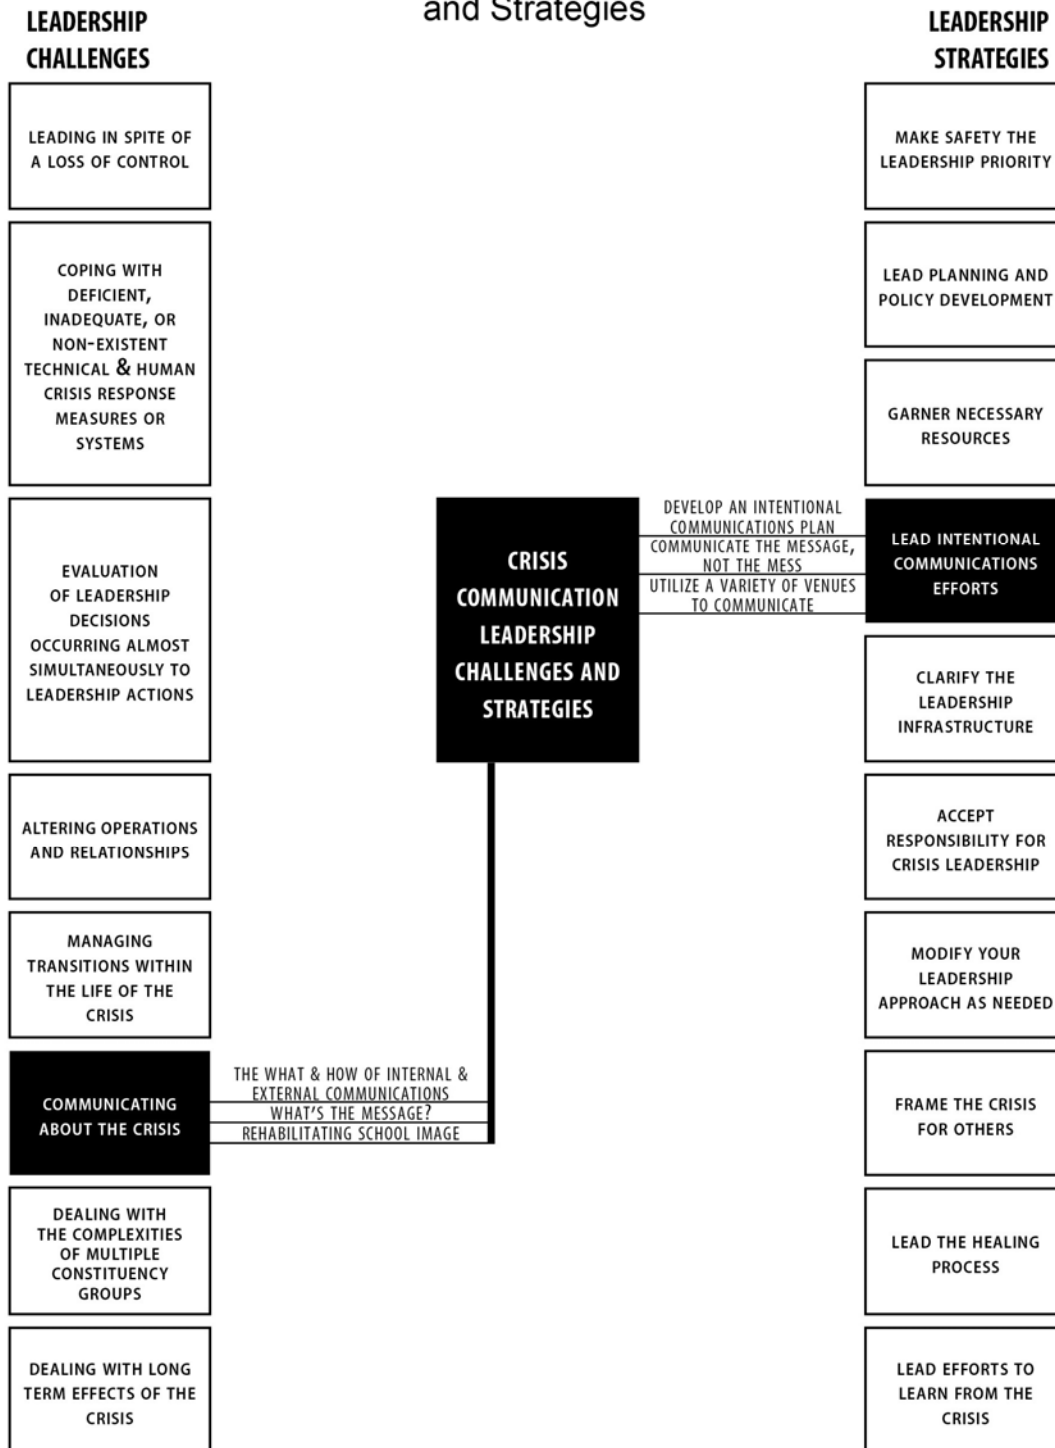 and Strategies
LEADERSHIP
CHALLENGES
LEADING IN SPITE OF
A LOSS OF CONTROL
COPING WITH
DEFICIENT,
INADEQUATE, OR
NON-EXISTENT
TECHNICAL & HUMAN
CRISIS RESPONSE
MEASURES OR
SYSTEMS
EVALUATION
OF LEADERSHIP
DECISIONS
OCCURRING ALMOST
SIMULTANEOUSLY TO
LEADERSHIP ACTIONS
ALTERING OPERATIONS
AND RELATIONSHIPS
MANAGING
TRANSITIONS WITHIN
THE LIFE OF THE
CRISIS
COMMUNICATING
ABOUT THE CRISIS
DEALING WITH
THE COMPLEXITIES
OF MULTIPLE
CONSTITUENCY
GROUPS
DEALING WITH LONG
TERM EFFECTS OF THE
CRISIS
THE WHAT & HOW OF INTERNAL &
EXTERNAL COMMUNICATIONS
WHAT'S THE MESSAGE?
REHABILITATING SCHOOL IMAGE
CRISIS
COMMUNICATION
LEADERSHIP
CHALLENGES AND
STRATEGIES
DEVELOP AN INTENTIONAL
COMMUNICATIONS PLAN
COMMUNICATE THE MESSAGE,
NOT THE MESS
UTILIZE A VARIETY OF VENUES
TO COMMUNICATE
LEADERSHIP
STRATEGIES
MAKE SAFETY THE
LEADERSHIP PRIORITY
LEAD PLANNING AND
POLICY DEVELOPMENT
GARNER NECESSARY
RESOURCES
LEAD INTENTIONAL
COMMUNICATIONS
EFFORTS
CLARIFY THE
LEADERSHIP
INFRASTRUCTURE
ACCEPT
RESPONSIBILITY FOR
CRISIS LEADERSHIP
MODIFY YOUR
LEADERSHIP
APPROACH AS NEEDED
FRAME THE CRISIS
FOR OTHERS
LEAD THE HEALING
PROCESS
LEAD EFFORTS TO
LEARN FROM THE
CRISIS